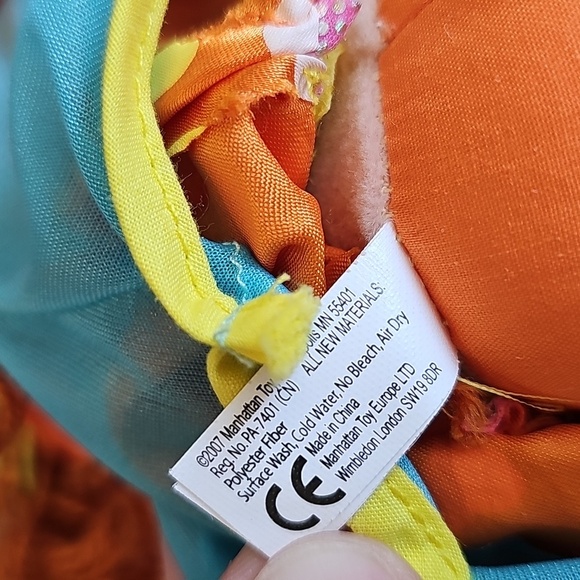 ©2007 Manhattan Toy
Reg. No. PA-7401 (CN)
Polyester Fiber
MN 55401
ALL NEW MATERIALS:
Surface Wash, Cold Water, No Bleach, Air Dry
Made in China
Manhattan Toy Europe LTD
Wimbledon London SW19 8DR
CE